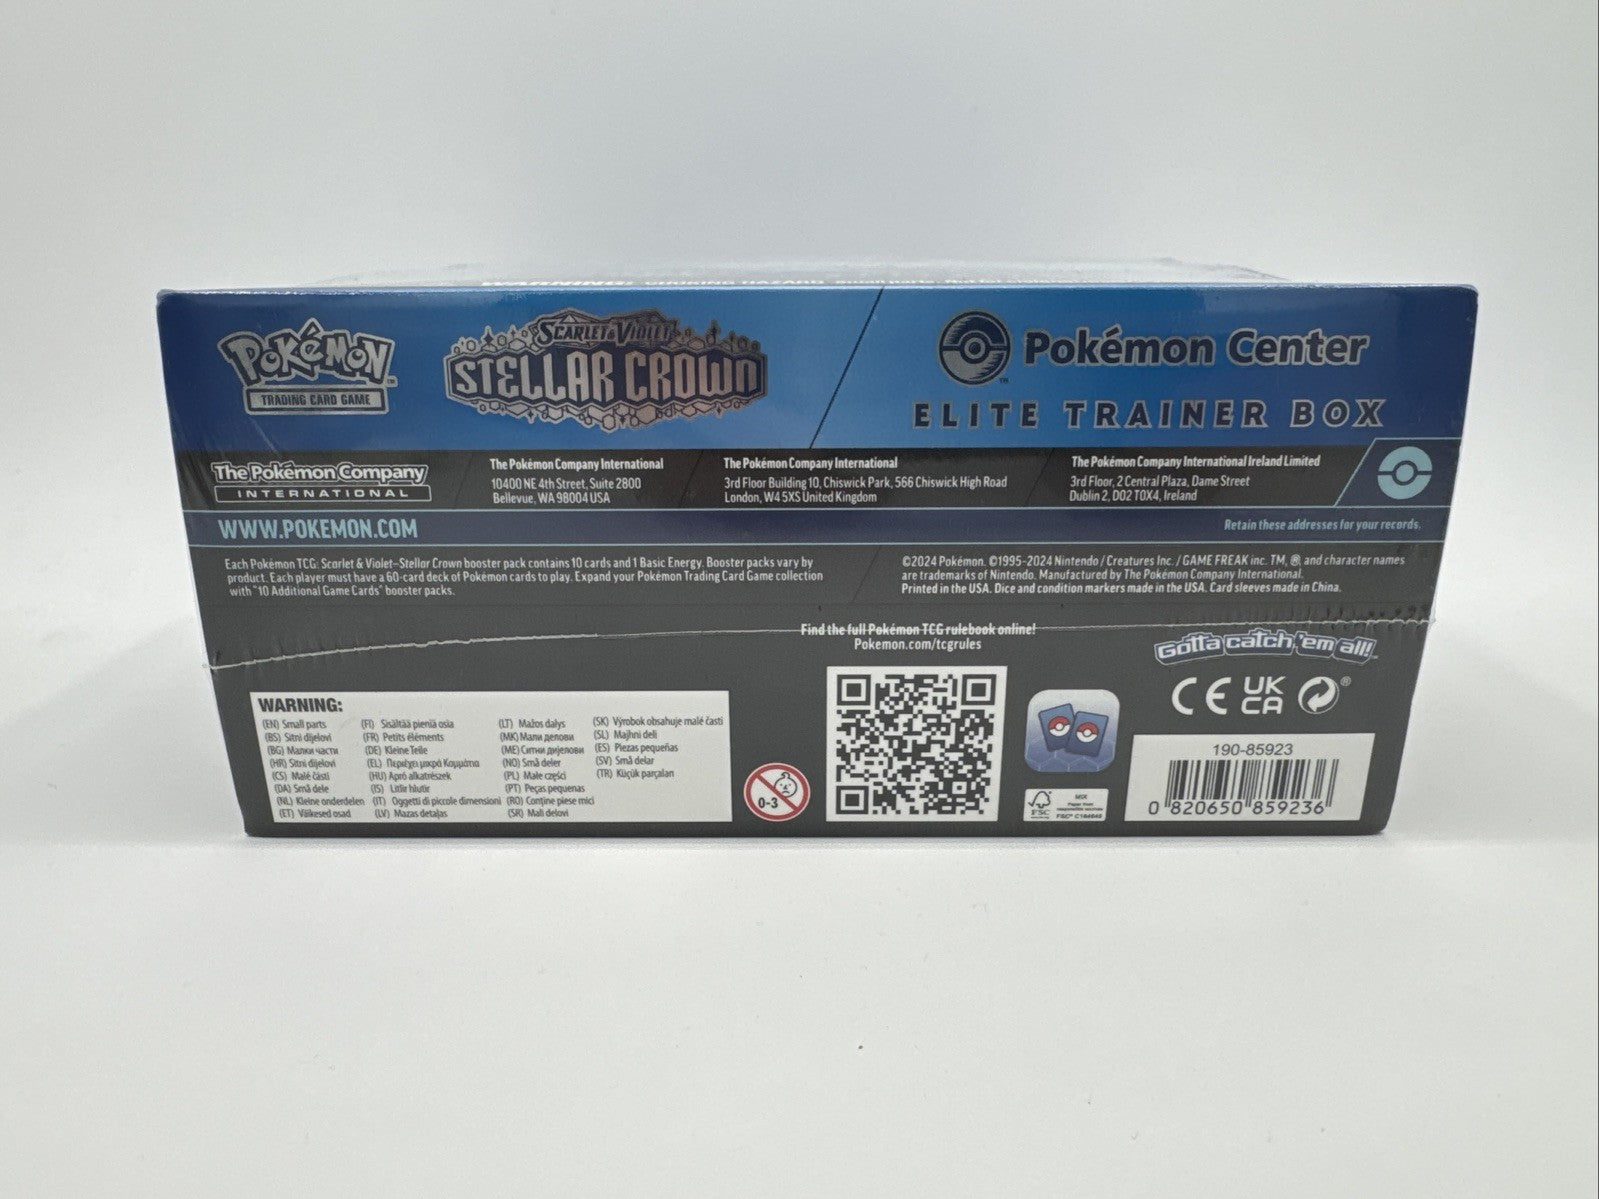 WARNING: CHOKING HAZARD
Pokémon
TRADING CARD GAME
SCARLET & VIOLET
STELLAR CROWN
Pokémon Center
ELITE TRAINER BOX
The Pokémon Company
INTERNATIONAL
The Pokémon Company International
10400 NE 4th Street, Suite 2800
Bellevue, WA 98004 USA
The Pokémon Company International
3rd Floor Building 10, Chiswick Park, 566 Chiswick High Road
London, W4 5XS United Kingdom
The Pokémon Company International Ireland Limited
3rd Floor, 2 Central Plaza, Dame Street
Dublin 2, D02 T0X4, Ireland
WWW.POKEMON.COM
Retain these addresses for your records.
Each Pokémon TCG: Scarlet & Violet—Stellar Crown booster pack contains 10 cards and 1 Basic Energy. Booster packs vary by
product. Each player must have a 60-card deck of Pokémon cards to play. Expand your Pokémon Trading Card Game collection
with "10 Additional Game Cards" booster packs.
©2024 Pokémon. ©1995-2024 Nintendo / Creatures Inc. / GAME FREAK inc. TM, ®, and character names
are trademarks of Nintendo. Manufactured by The Pokémon Company International.
Printed in the USA. Dice and condition markers made in the USA. Card sleeves made in China.
Find the full Pokémon TCG rulebook online!
Pokemon.com/tcgrules
Gotta catch 'em all!
WARNING:
(EN) Small parts
(BS) Sitni dijelovi
(BG) Малки части
(HR) Sitni dijelovi
(CS) Malé části
(DA) Små dele
(NL) Kleine onderdelen
(ET) Väikesed osad
(FI) Sisältää pieniä osia
(FR) Petits éléments
(DE) Kleine Teile
(EL) Περιέχει μικρά Κομμάτια
(HU) Apró alkatrészek
(IS) Litlir hlutir
(IT) Oggetti di piccole dimensioni
(LV) Mazas detaļas
(LT) Mažos dalys
(MK) Мали делови
(ME) Ситни дијелови
(NO) Små deler
(PL) Małe części
(PT) Peças pequenas
(RO) Conține piese mici
(SR) Mali delovi
(SK) Výrobok obsahuje malé časti
(SL) Majhni deli
(ES) Piezas pequeñas
(SV) Små delar
(TR) Küçük parçaları
0-3
FSC
MIX
Paper from
responsible sources
CE
UK
CA
®
190-85923
0 820650 859236